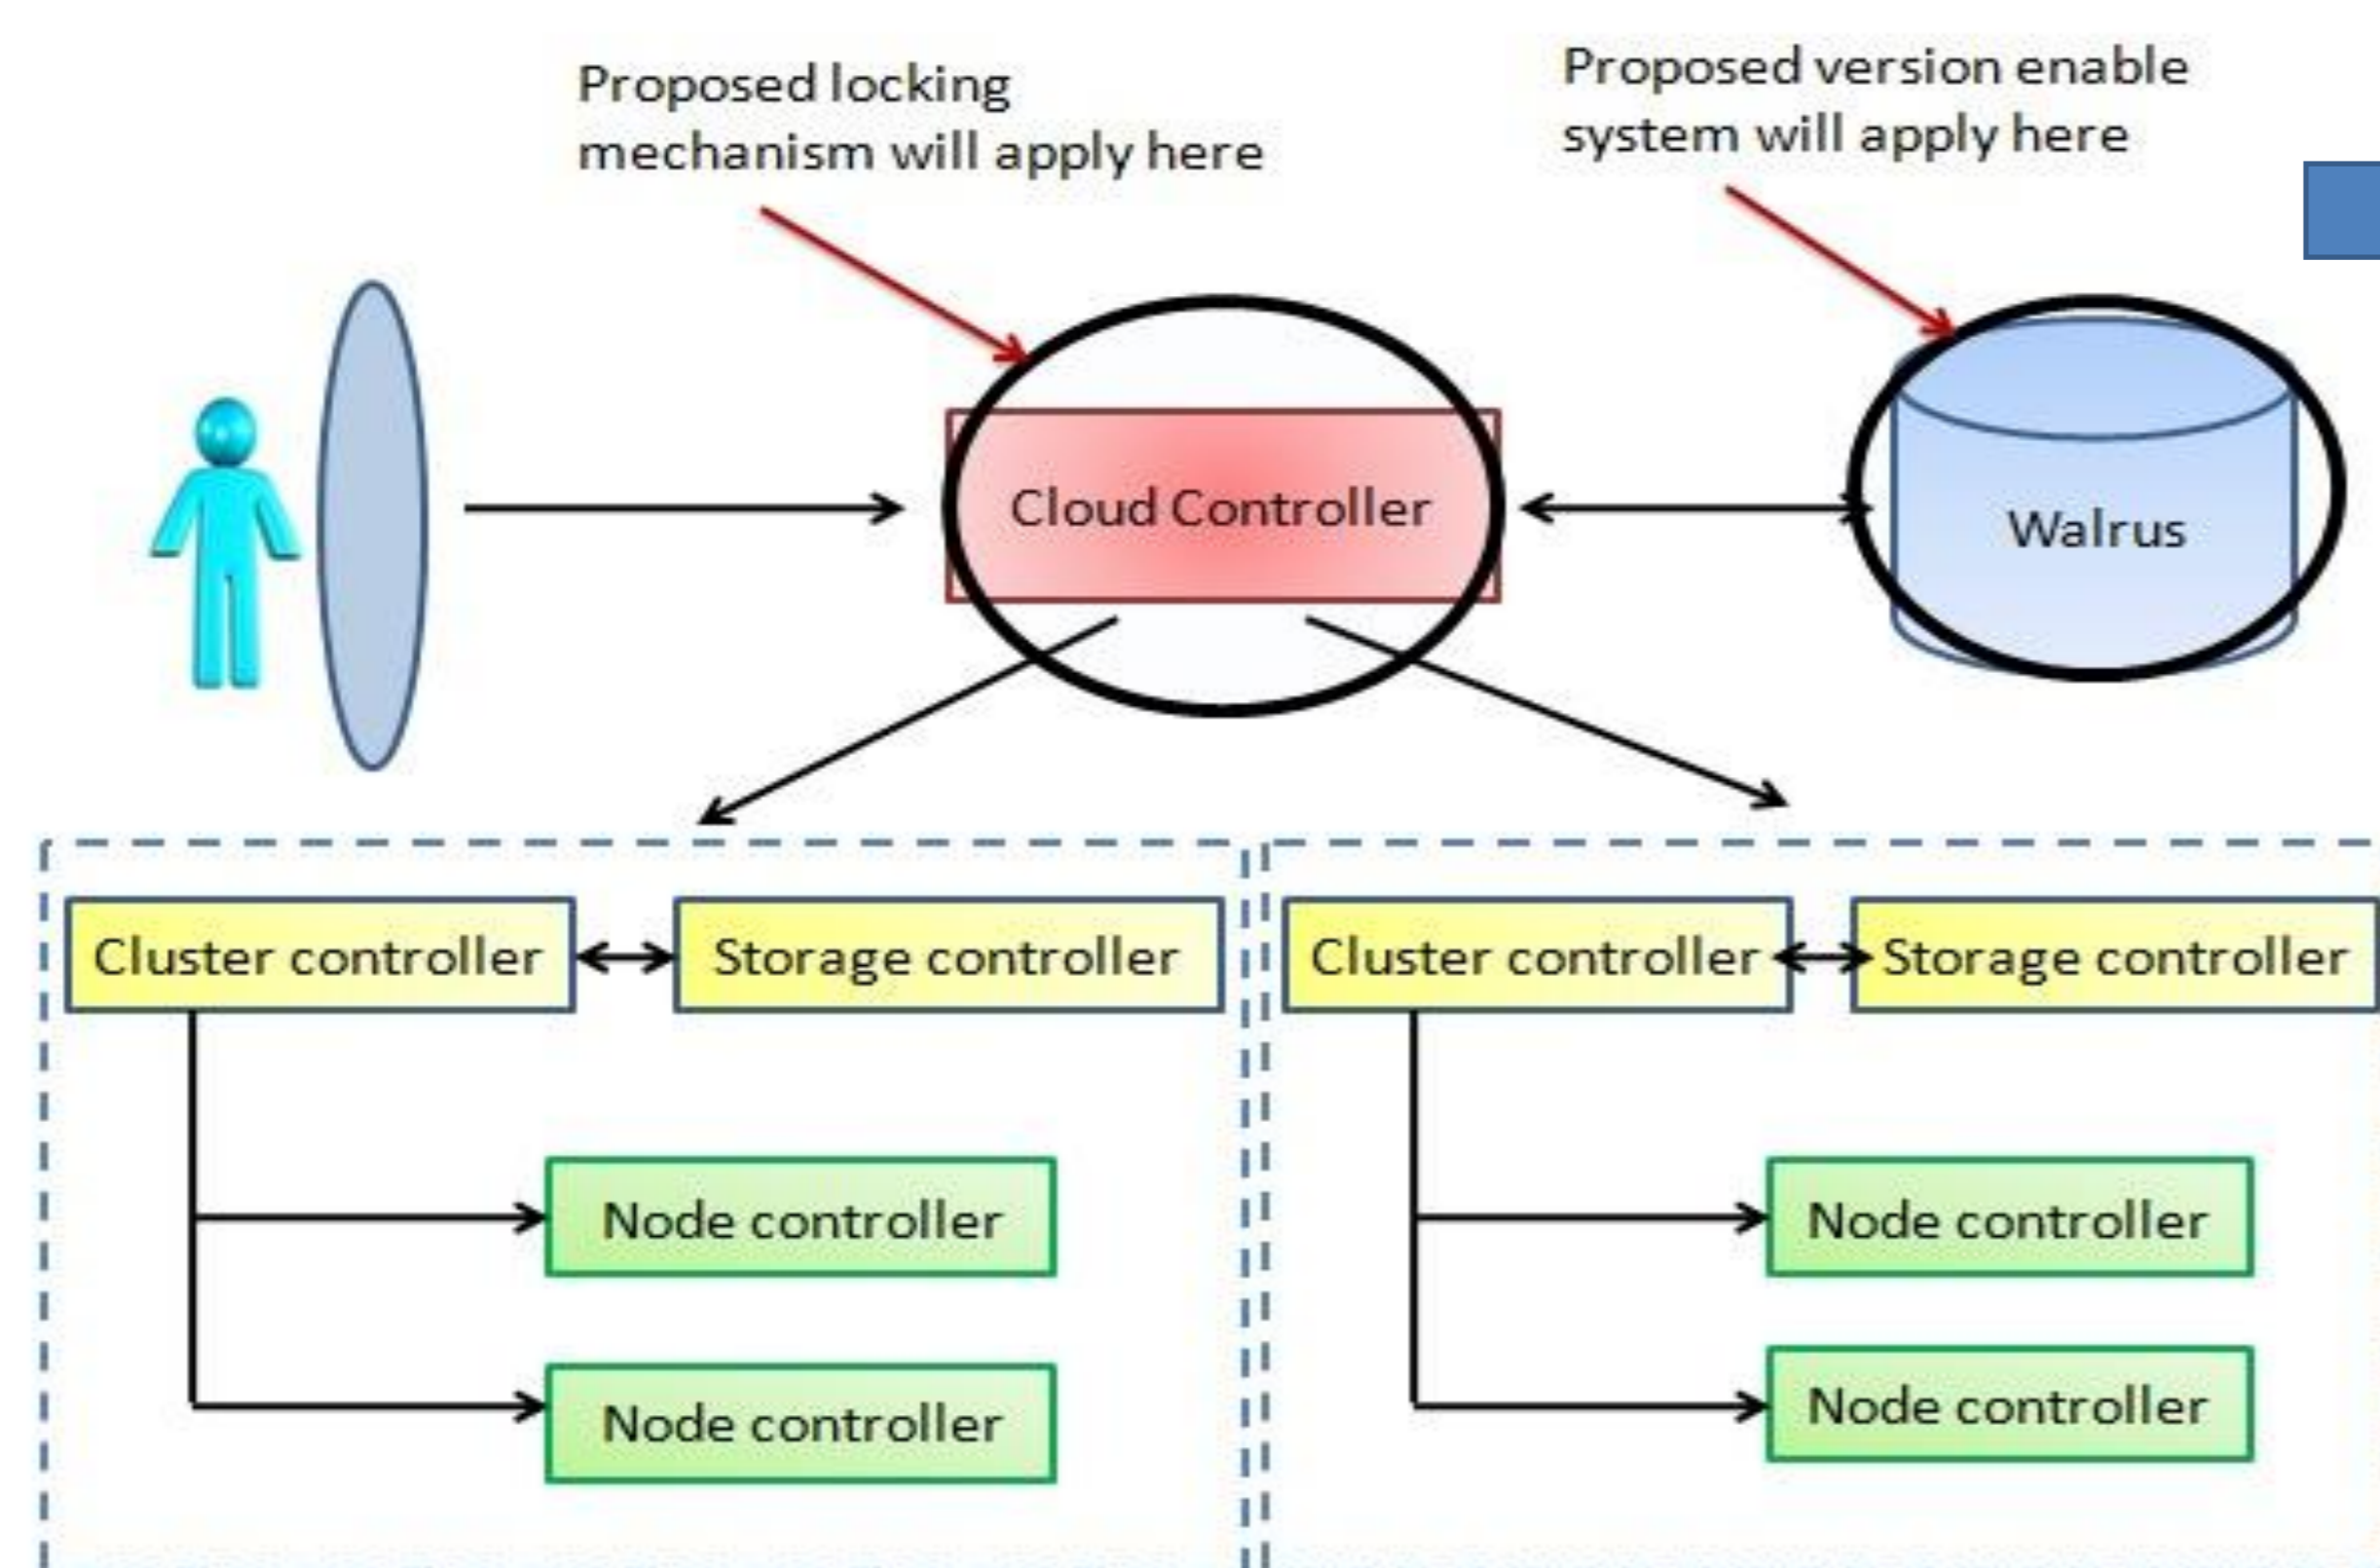 Proposed locking
mechanism will apply here
Proposed version enable
system will apply here
Cloud Controller
Walrus
Cluster controller
Storage controller
Cluster controller
Storage controller
Node controller
Node controller
Node controller
Node controller